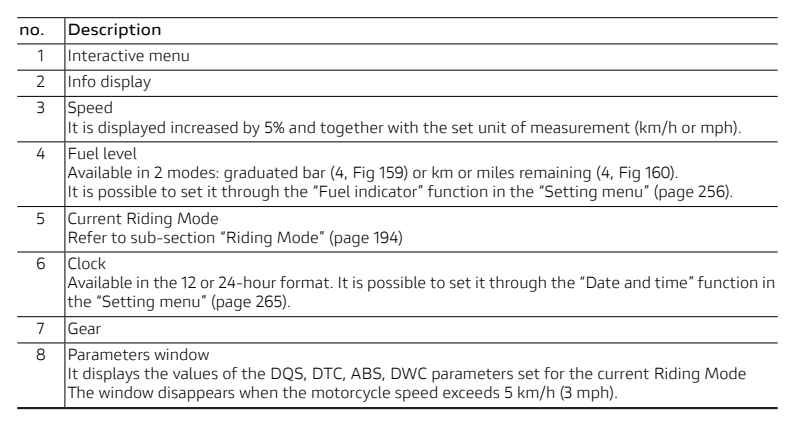 no. Description
1 Interactive menu
2 Info display
3 Speed
It is displayed increased by 5% and together with the set unit of measurement (km/h or mph).
4 Fuel level
Available in 2 modes: graduated bar (4, Fig 159) or km or miles remaining (4, Fig 160).
It is possible to set it through the “Fuel indicator” function in the “Setting menu” (page 256).
5 Current Riding Mode
Refer to sub-section “Riding Mode” (page 194)
6 Clock
Available in the 12 or 24-hour format. It is possible to set it through the “Date and time” function in
the “Setting menu” (page 265).
7 Gear
8 Parameters window
It displays the values of the DQS, DTC, ABS, DWC parameters set for the current Riding Mode
The window disappears when the motorcycle speed exceeds 5 km/h (3 mph).